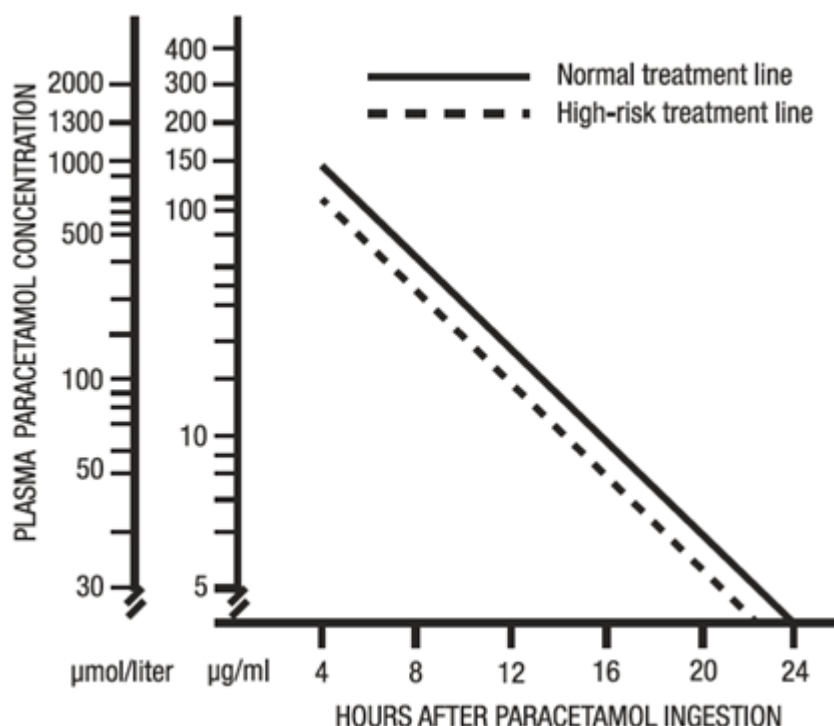 PLASMA PARACETAMOL CONCENTRATION
2000
1300
1000
500
100
50
30
μmol/liter
400
300
200
150
100
10
5
μg/ml
Normal treatment line
High-risk treatment line
4 8 12 16 20 24
HOURS AFTER PARACETAMOL INGESTION